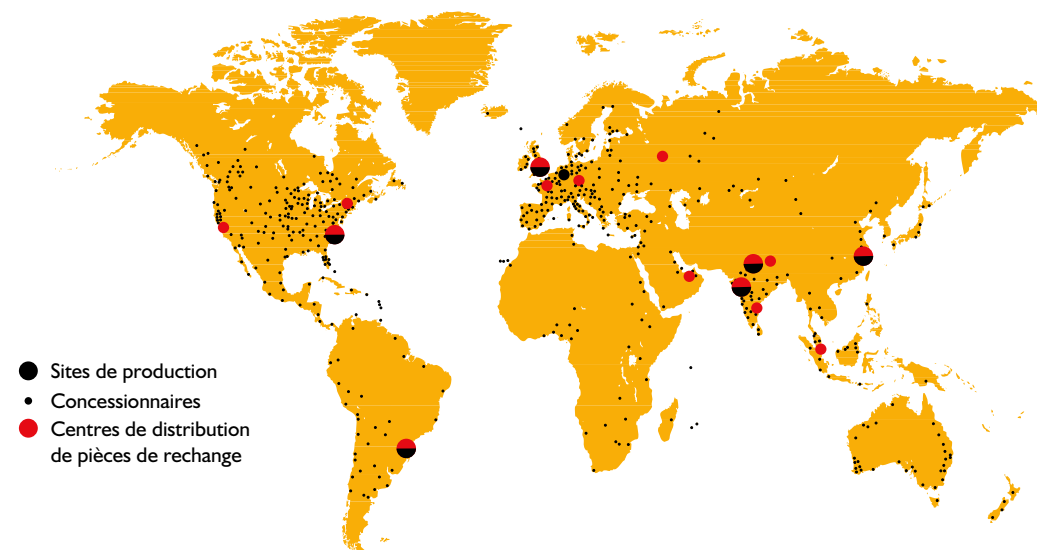 Sites de production
Concessionnaires
Centres de distribution
de pièces de rechange